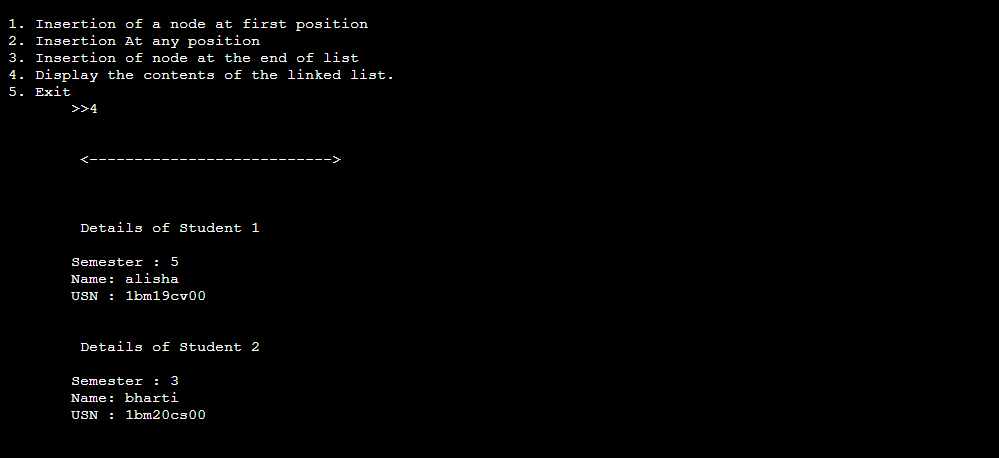 1. Insertion of a node at first position
2. Insertion At any position
3. Insertion of node at the end of list
4. Display the contents of the linked list.
5. Exit
>>4
<--------------------------->
Details of Student 1
Semester : 5
Name: alisha
USN : 1bm19cv00
Details of Student 2
Semester : 3
Name: bharti
USN : 1bm20cs00